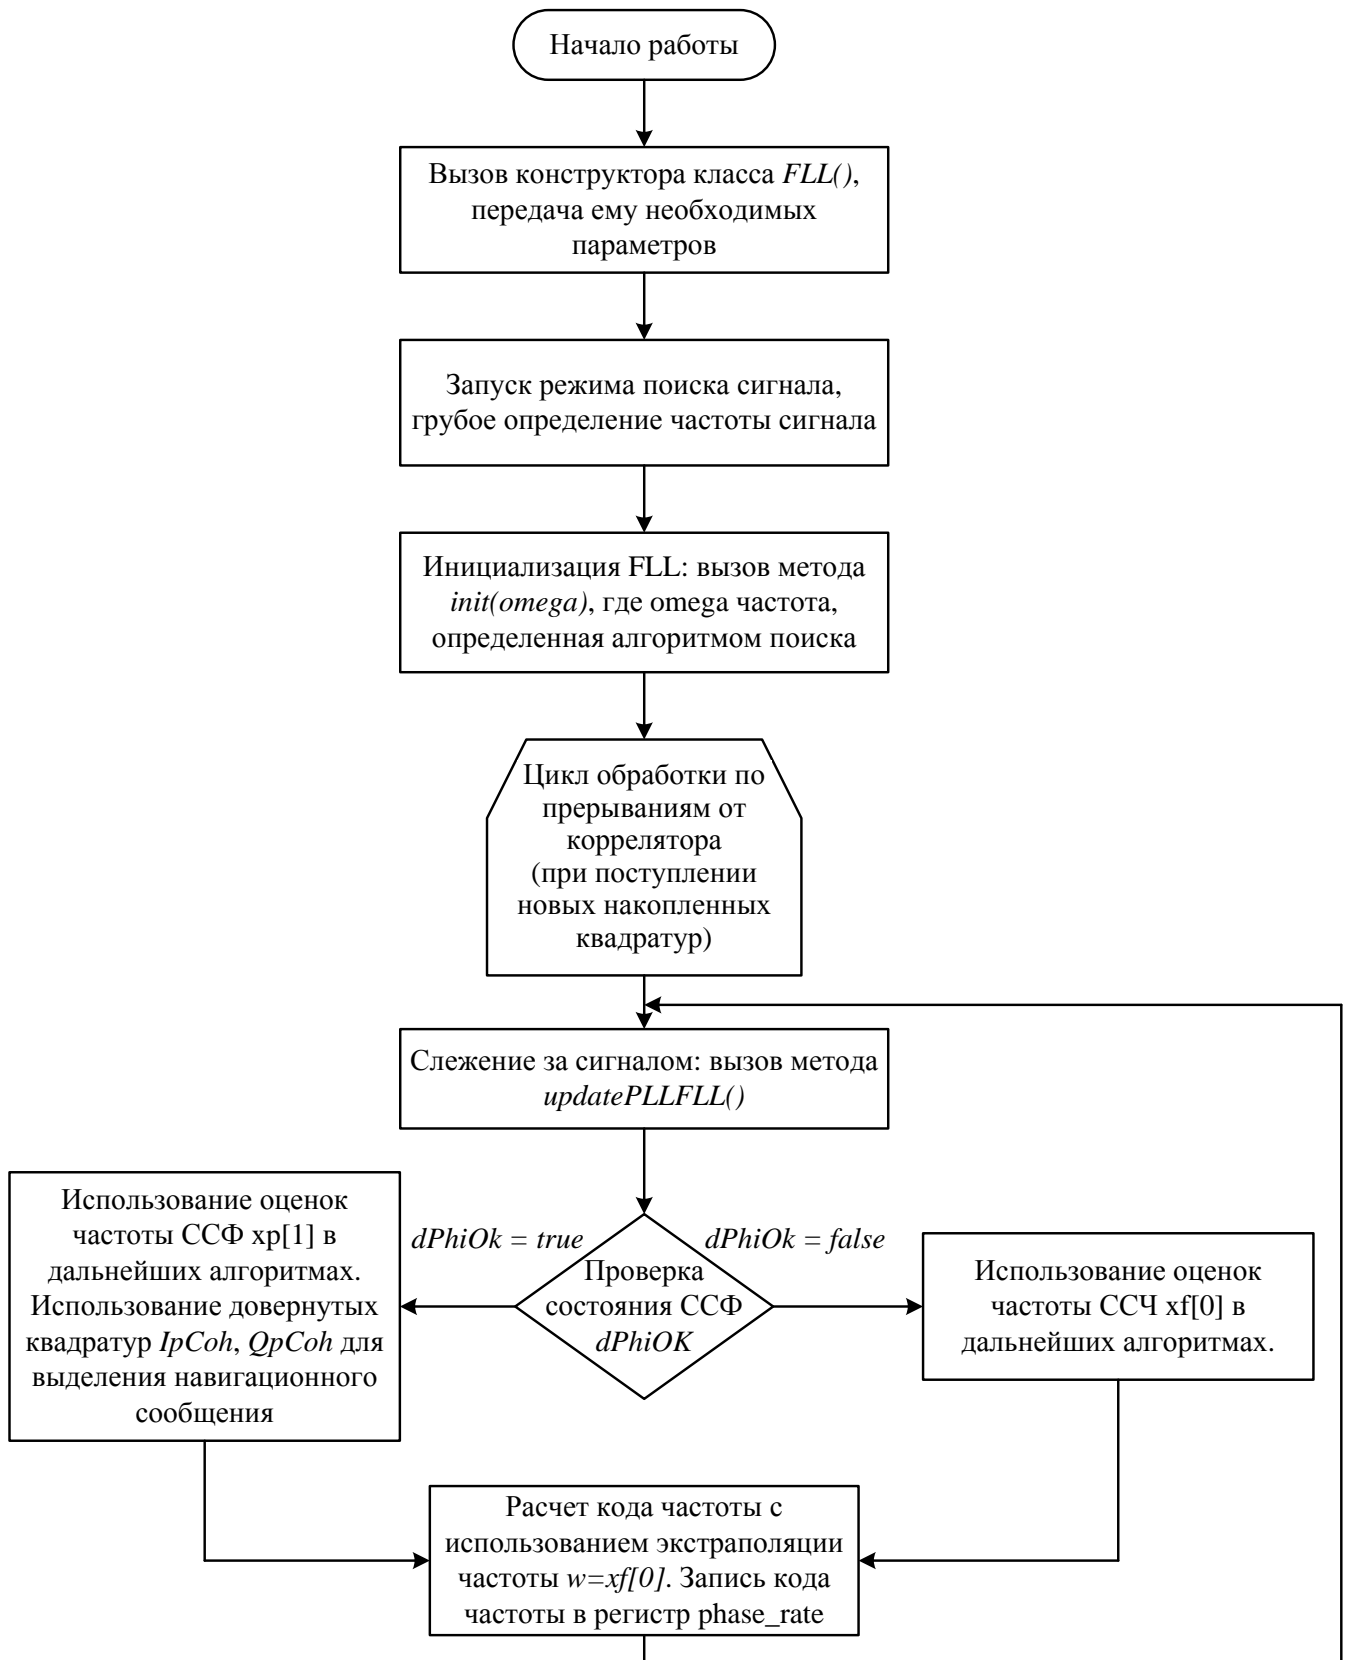 Начало работы
Вызов конструктора класса FLL(),
передача ему необходимых
параметров
Запуск режима поиска сигнала,
грубое определение частоты сигнала
Инициализация FLL: вызов метода
init(omega), где omega частота,
определенная алгоритмом поиска
Цикл обработки по
прерываниям от
коррелятора
(при поступлении
новых накопленных
квадратур)
Слежение за сигналом: вызов метода
updatePLLFLL()
Использование оценок
частоты ССФ xp[1] в
дальнейших алгоритмах.
Использование довернутых
квадратур IpCoh, QpCoh для
выделения навигационного
сообщения
dPhiOk = true
Проверка
состояния ССФ
dPhiOK
dPhiOk = false
Использование оценок
частоты ССЧ xf[0] в
дальнейших алгоритмах.
Расчет кода частоты с
использованием экстраполяции
частоты w=xf[0]. Запись кода
частоты в регистр phase_rate